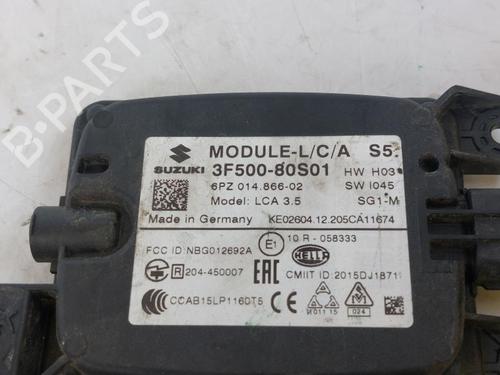 MODULE-L/C/A S5.
SUZUKI 3F500-80S01 HW H03
6PZ 014.866-02 SW I045
Model: LCA 3.5 SG1-M
Made in Germany KE02604.12.205CA11674
FCC ID: NBG012692A E1 10 R - 058333
HELLA
R 204-450007 EAC CMIIT ID: 2015DJ1871
CCAB15LP1160T5 CE 024
B-PARTS